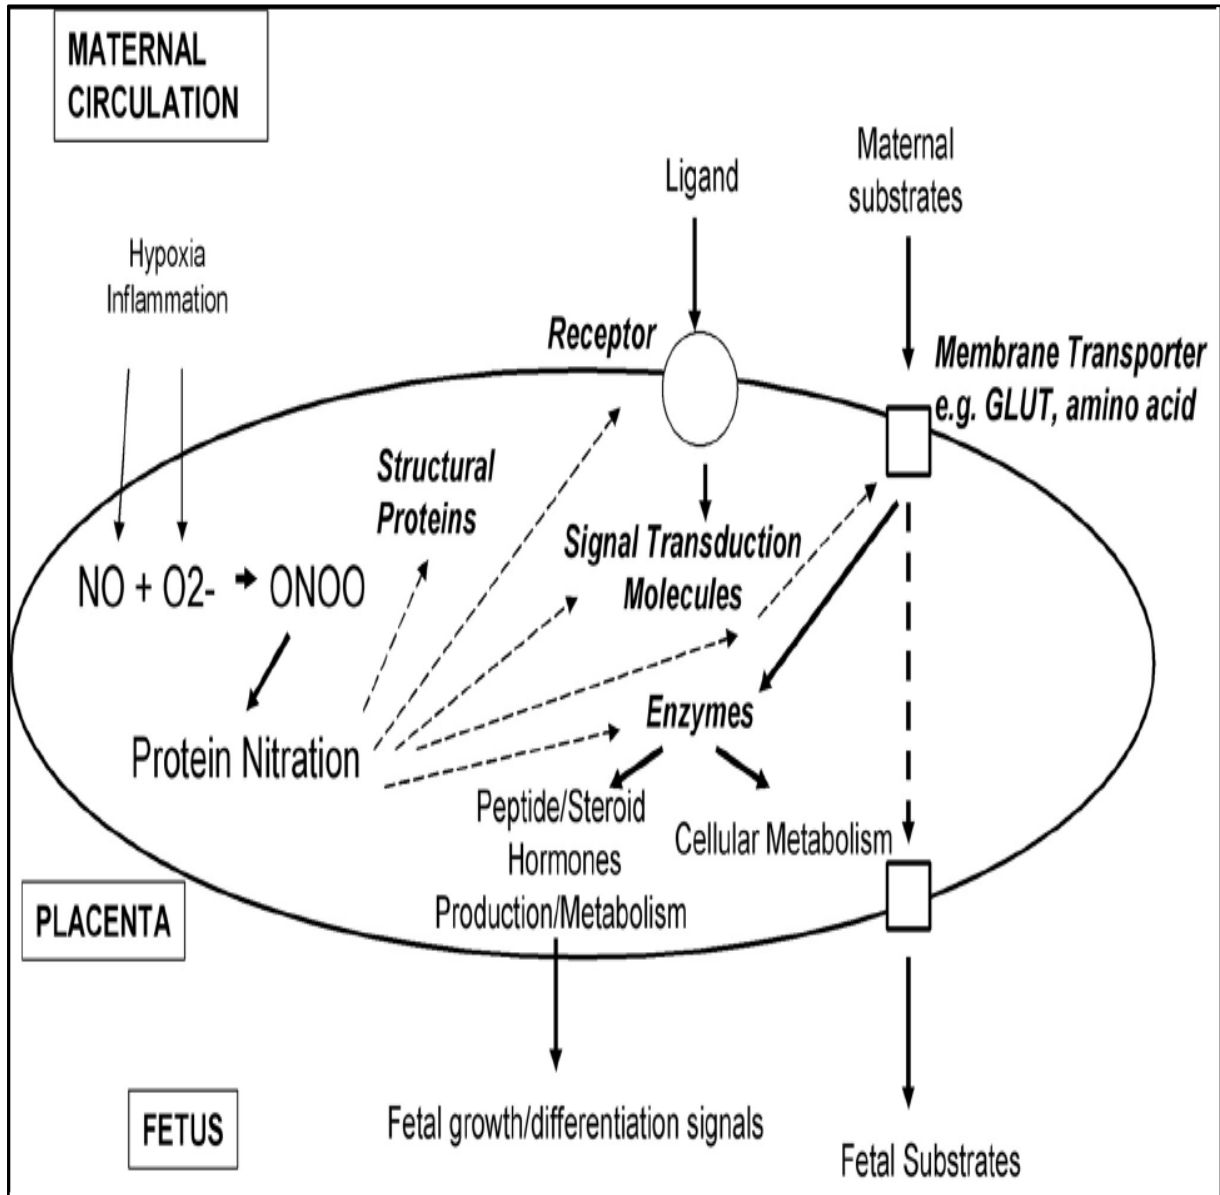 MATERNAL
CIRCULATION
Ligand
Maternal
substrates
Hypoxia
Inflammation
Receptor
Membrane Transporter
e.g. GLUT, amino acid
Structural
Proteins
Signal Transduction
Molecules
NO + O2- ONOO
Protein Nitration
Enzymes
Peptide/Steroid
Hormones
Production/Metabolism
Cellular Metabolism
PLACENTA
FETUS
Fetal growth/differentiation signals
Fetal Substrates